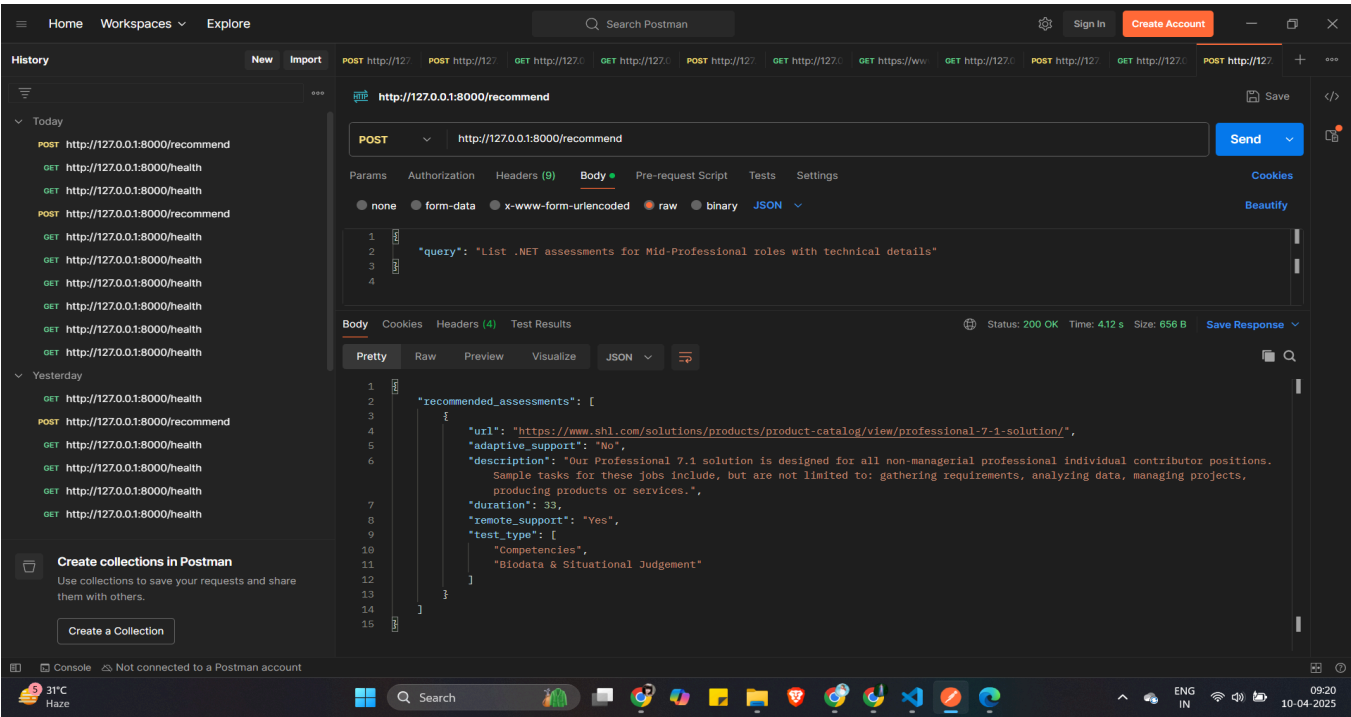 Home Workspaces Explore Search Postman Sign In Create Account
History New Import POST http://127. POST http://127 GET http://127.0 GET http://127.0 POST http://127 GET http://127.0 GET https://ww GET http://127.0 POST http://127. GET http://127.0 POST http://127.
HTTP http://127.0.0.1:8000/recommend Save
Today
POST http://127.0.0.1:8000/recommend
GET http://127.0.0.1:8000/health
GET http://127.0.0.1:8000/health
POST http://127.0.0.1:8000/recommend
GET http://127.0.0.1:8000/health
GET http://127.0.0.1:8000/health
GET http://127.0.0.1:8000/health
GET http://127.0.0.1:8000/health
GET http://127.0.0.1:8000/health
GET http://127.0.0.1:8000/health
Yesterday
GET http://127.0.0.1:8000/health
POST http://127.0.0.1:8000/recommend
GET http://127.0.0.1:8000/health
GET http://127.0.0.1:8000/health
GET http://127.0.0.1:8000/health
GET http://127.0.0.1:8000/health
Create collections in Postman
Use collections to save your requests and share
them with others.
Create a Collection
POST http://127.0.0.1:8000/recommend Send
Params Authorization Headers (9) Body Pre-request Script Tests Settings Cookies
none form-data x-www-form-urlencoded raw binary JSON Beautify
1 {
2 "query": "List .NET assessments for Mid-Professional roles with technical details"
3 }
4
Body Cookies Headers (4) Test Results Status: 200 OK Time: 4.12 s Size: 656 B Save Response
Pretty Raw Preview Visualize JSON
1 {
2 "recommended_assessments": [
3 {
4 "url": "https://www.shl.com/solutions/products/product-catalog/view/professional-7-1-solution/",
5 "adaptive_support": "No",
6 "description": "Our Professional 7.1 solution is designed for all non-managerial professional individual contributor positions.
Sample tasks for these jobs include, but are not limited to: gathering requirements, analyzing data, managing projects,
producing products or services.",
7 "duration": 33,
8 "remote_support": "Yes",
9 "test_type": [
10 "Competencies",
11 "Biodata & Situational Judgement"
12 ]
13 }
14 ]
15 }
Console Not connected to a Postman account
5 31°C
Haze
Search
ENG
IN
09:20
10-04-2025